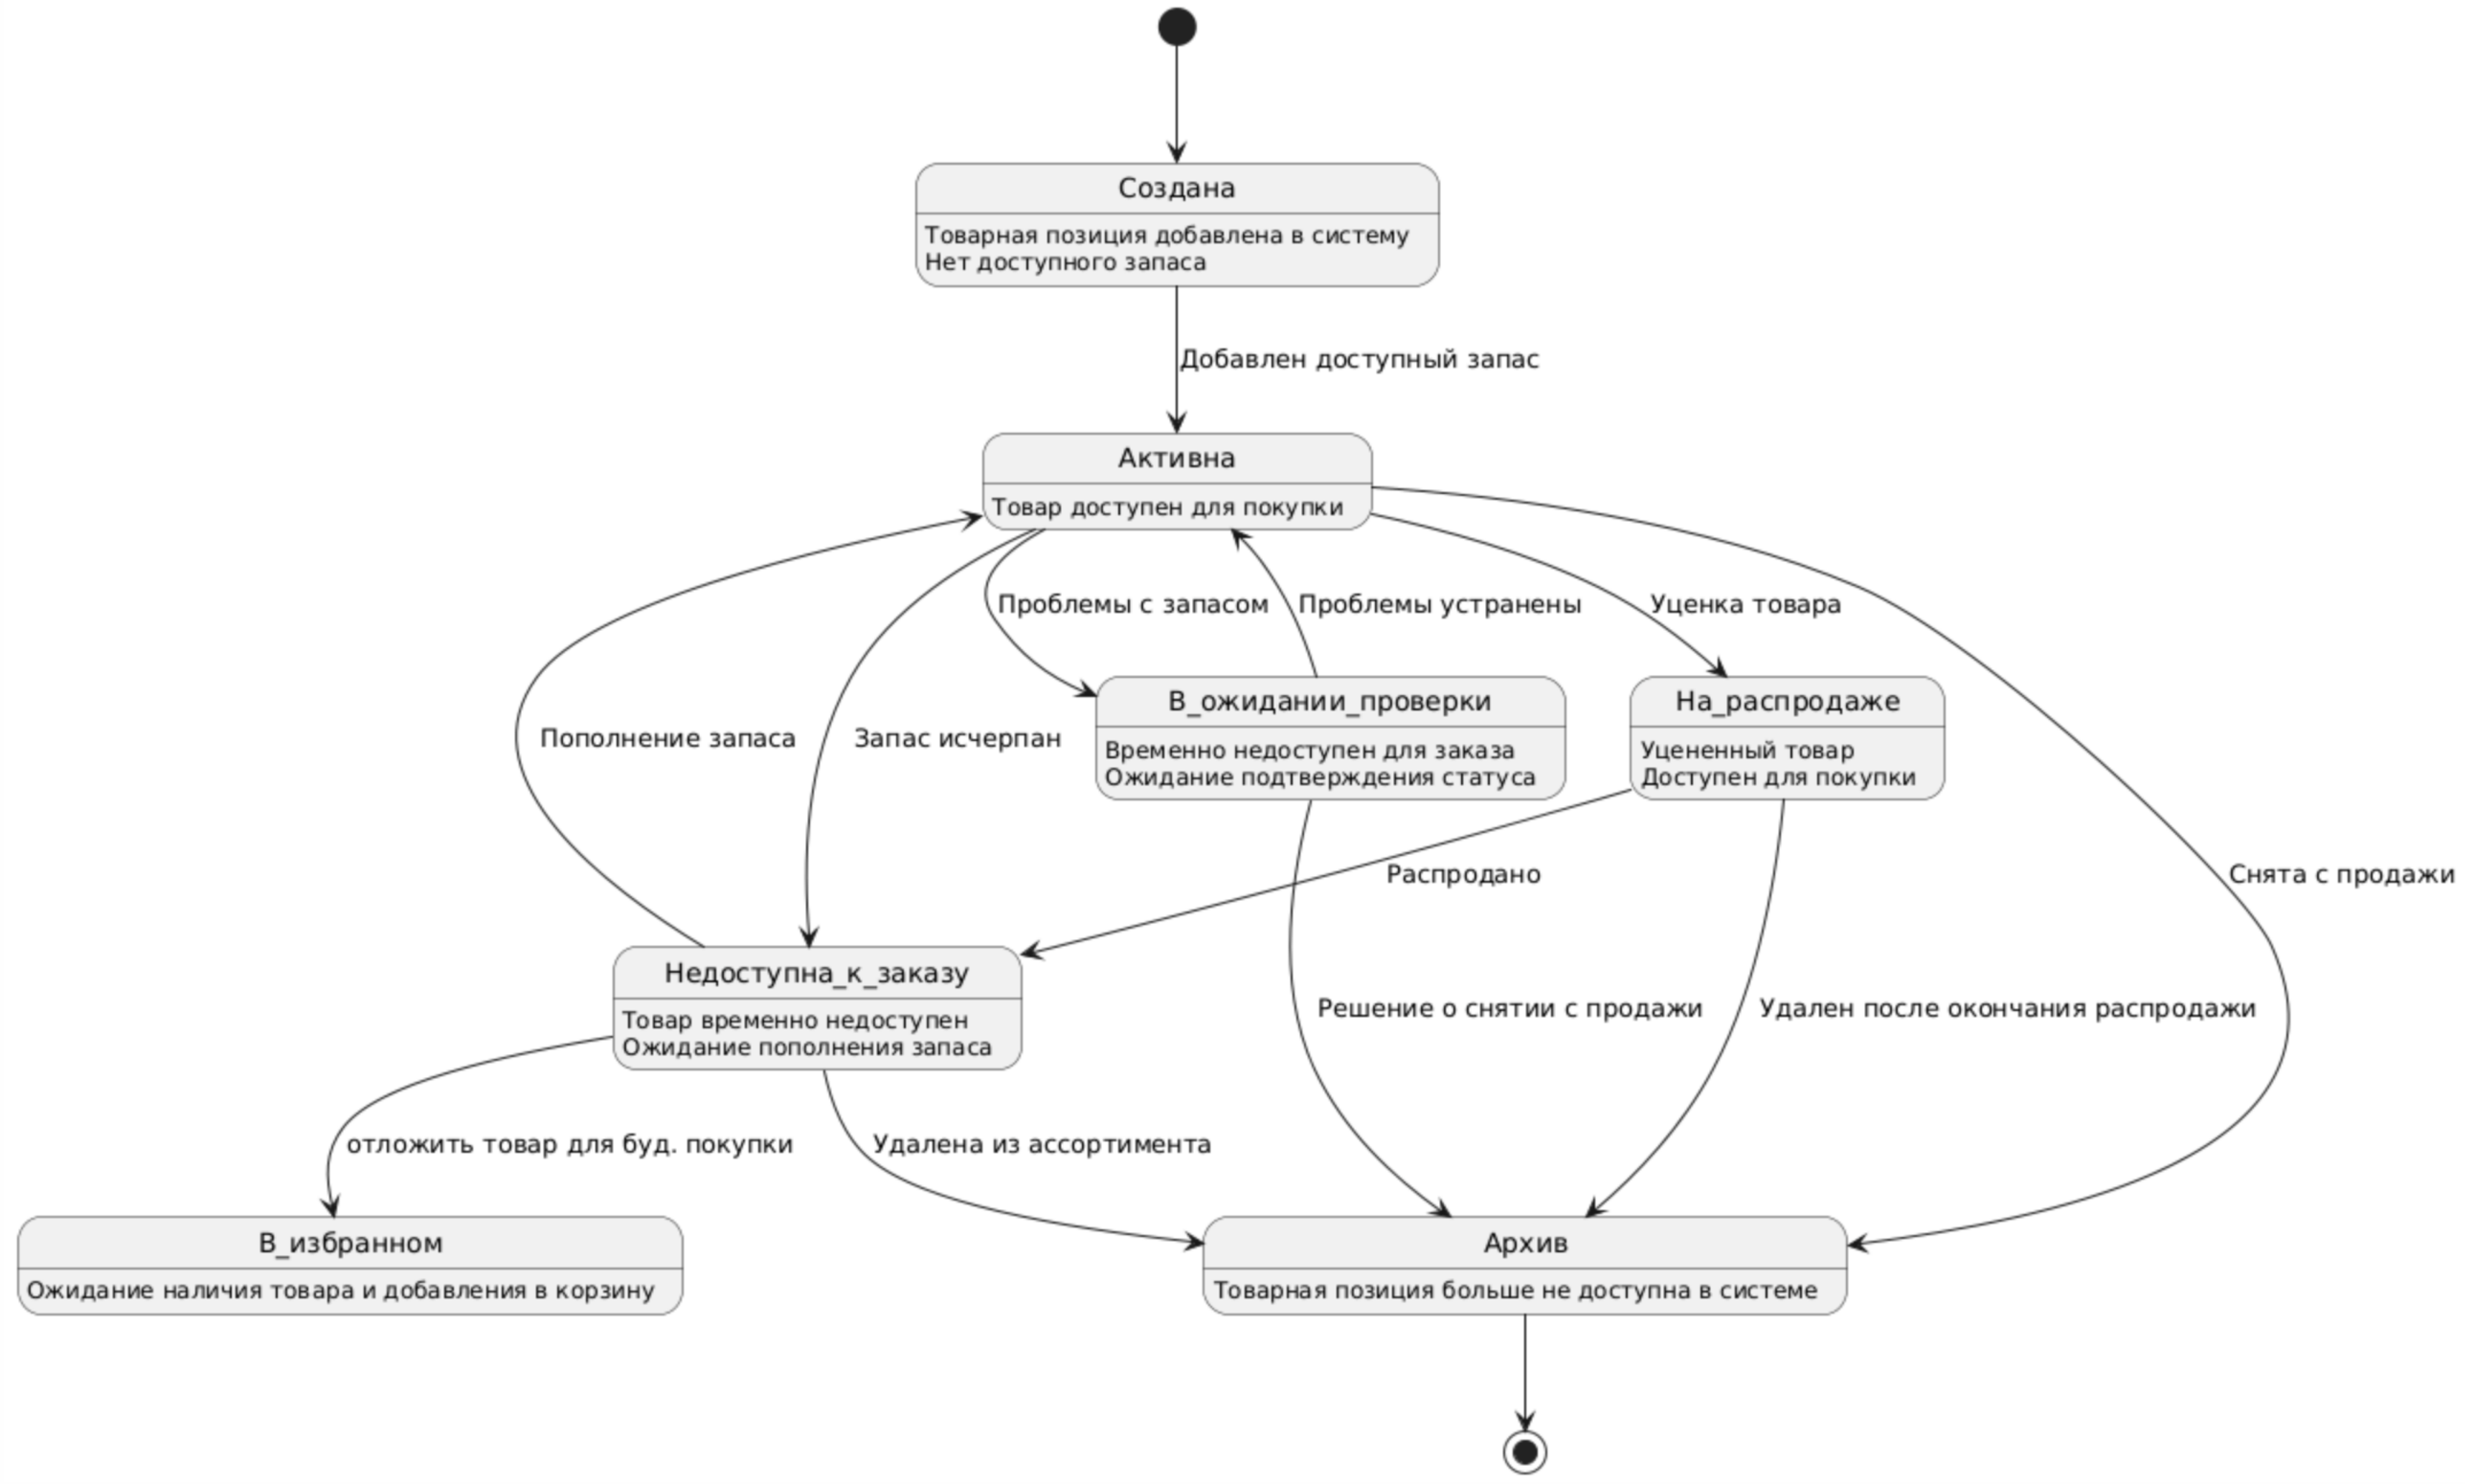 Создана
Товарная позиция добавлена в систему
Нет доступного запаса
Добавлен доступный запас
Активна
Товар доступен для покупки
Проблемы с запасом
Проблемы устранены
Уценка товара
В_ожидании_проверки
Временно недоступен для заказа
Ожидание подтверждения статуса
На_распродаже
Уцененный товар
Доступен для покупки
Пополнение запаса
Запас исчерпан
Распродано
Снята с продажи
Недоступна_к_заказу
Товар временно недоступен
Ожидание пополнения запаса
Решение о снятии с продажи
Удален после окончания распродажи
отложить товар для буд. покупки
Удалена из ассортимента
В_избранном
Ожидание наличия товара и добавления в корзину
Архив
Товарная позиция больше не доступна в системе